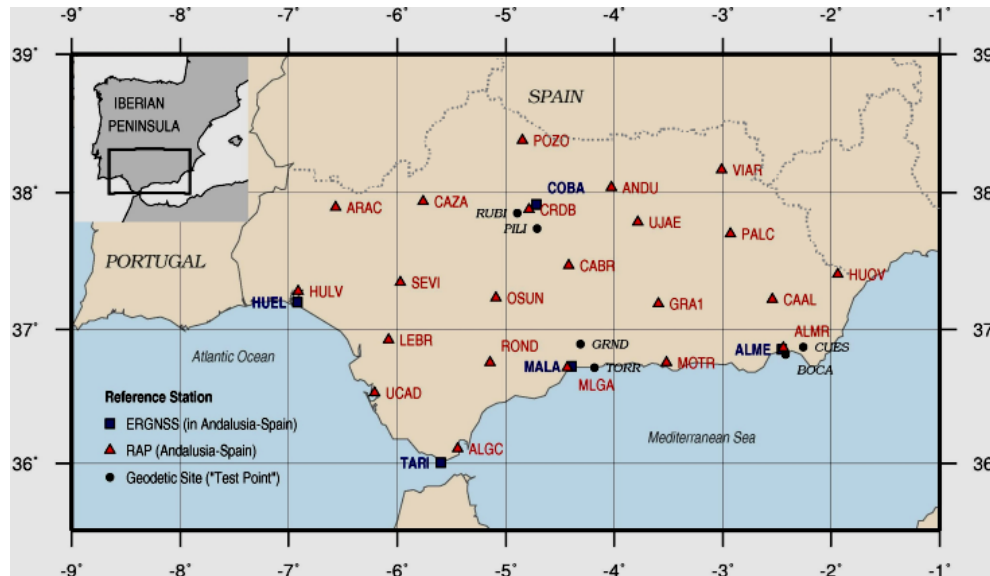 -9˚ -8˚ -7˚ -6˚ -5˚ -4˚ -3˚ -2˚ -1˚
39˚ 39˚
IBERIAN
PENINSULA
SPAIN
POZO
VIAR
38˚ 38˚
COBA
ANDU
ARAC
CAZA
RUBI
CRDB
UJAE
PILI
PALC
PORTUGAL
CABR
HUOV
SEVI
HULV
OSUN
HUEL
GRA1
CAAL
37˚ 37˚
LEBR
ROND
GRND
ALMR
ALME
CUES
Atlantic Ocean
MALA
TORR
MOTR
BOCA
MLGA
UCAD
Reference Station
ERGNSS (in Andalusia-Spain)
Mediterranean Sea
RAP (Andalusia-Spain)
ALGC
36˚ 36˚
TARI
Geodetic Site ("Test Point")
-9˚ -8˚ -7˚ -6˚ -5˚ -4˚ -3˚ -2˚ -1˚